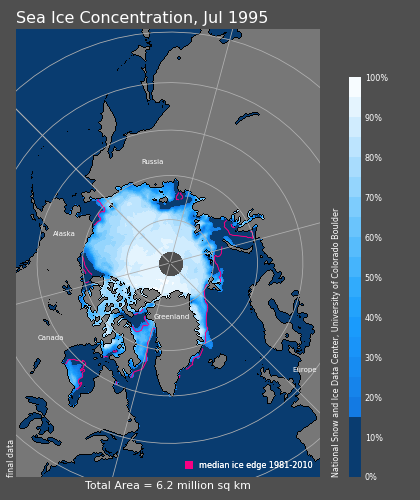 Sea Ice Concentration, Jul 1995
100%
90%
80%
70%
60%
50%
40%
30%
20%
10%
0%
Russia
Alaska
Greenland
Canada
Europe
median ice edge 1981-2010
final data
National Snow and Ice Data Center, University of Colorado Boulder
Total Area = 6.2 million sq km